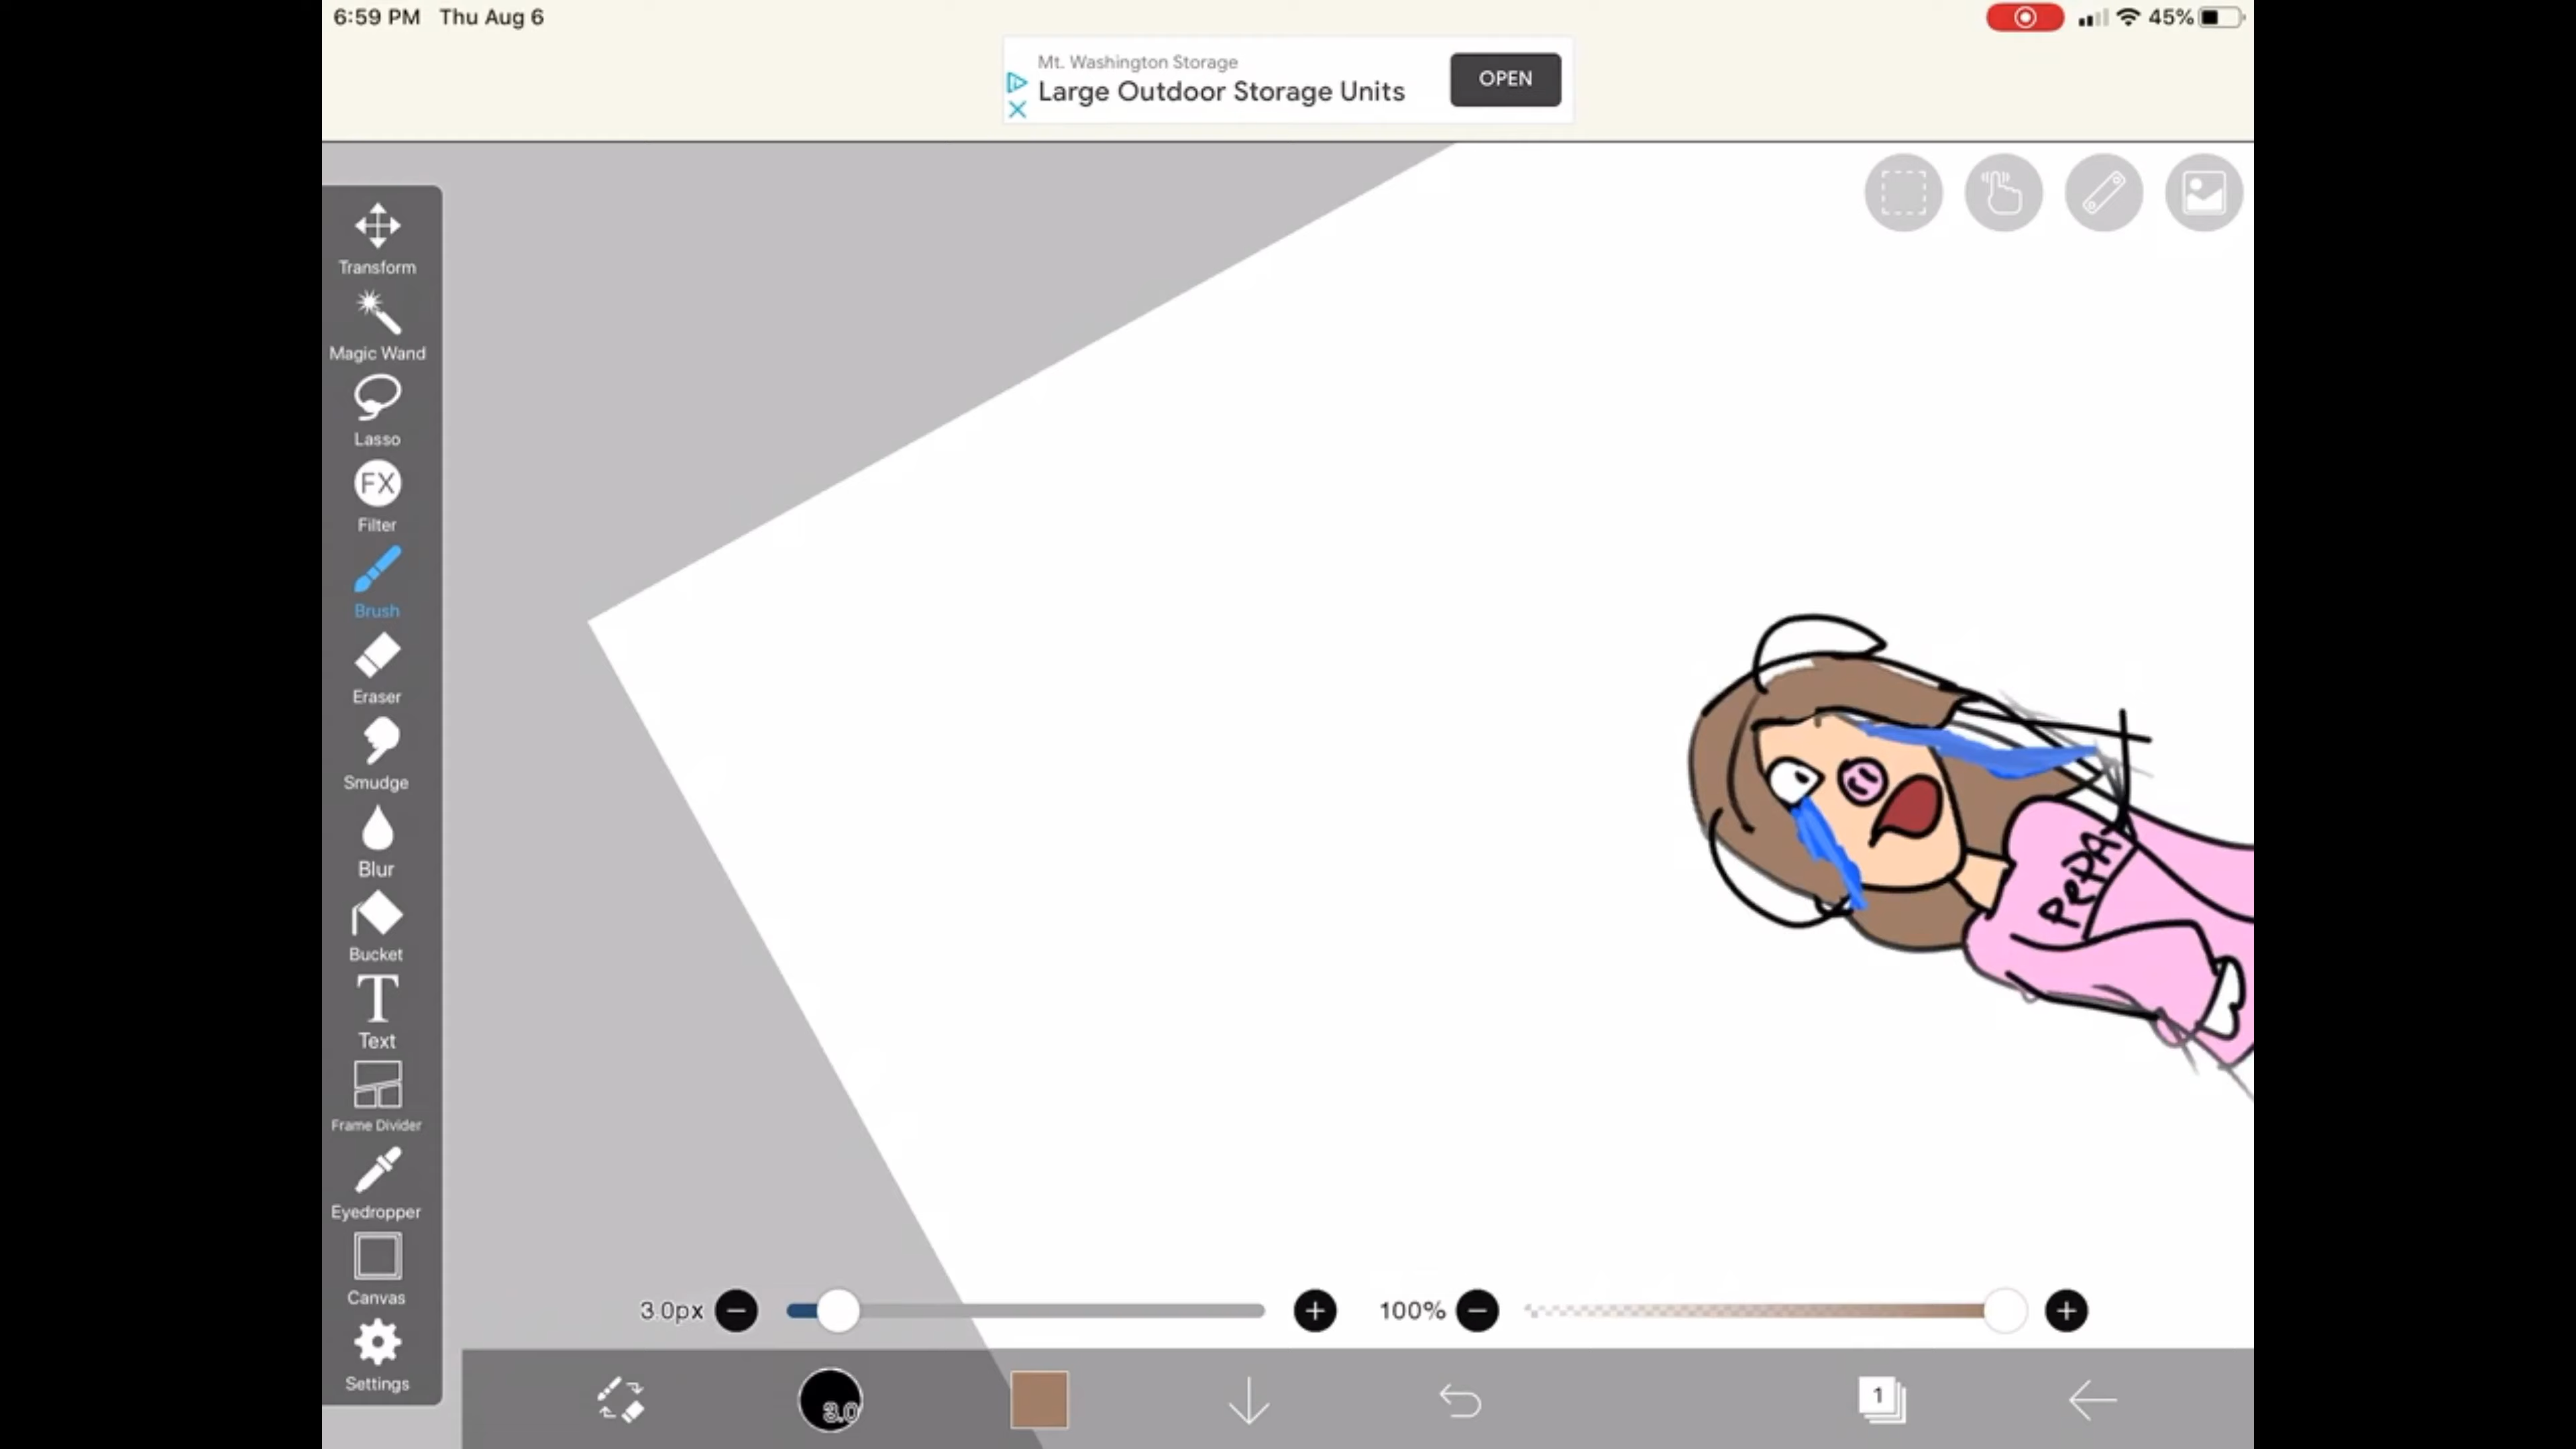 6:59 PM Thu Aug 6
45%
Mt. Washington Storage
Large Outdoor Storage Units
OPEN
Transform
Magic Wand
Lasso
FX
Filter
Brush
Eraser
Smudge
Blur
Bucket
T
Text
Frame Divider
Eyedropper
Canvas
Settings
PEPA
3.0px
100%
3.0
1